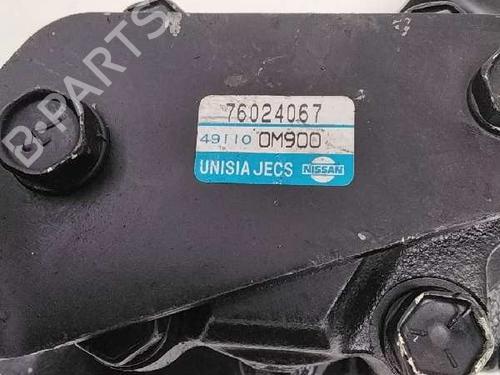 B-PARTS
76024067
49110 0M900
UNISIA JECS NISSAN